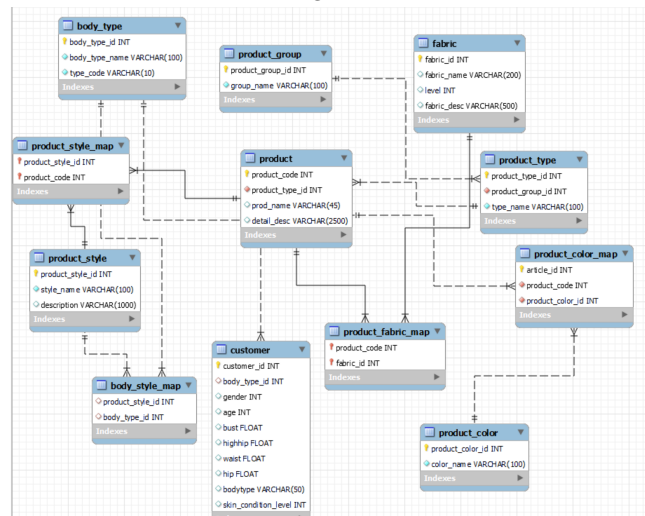 body_type
body_type_id INT
body_type_name VARCHAR(100)
type_code VARCHAR(10)
Indexes
product_group
product_group_id INT
group_name VARCHAR(100)
Indexes
fabric
fabric_id INT
fabric_name VARCHAR(200)
level INT
fabric_desc VARCHAR(500)
Indexes
product_style_map
product_style_id INT
product_code INT
Indexes
product
product_code INT
product_type_id INT
prod_name VARCHAR(45)
detail_desc VARCHAR(2500)
Indexes
product_type
product_type_id INT
product_group_id INT
type_name VARCHAR(100)
Indexes
product_style
product_style_id INT
style_name VARCHAR(100)
description VARCHAR(1000)
Indexes
product_color_map
article_id INT
product_code INT
product_color_id INT
Indexes
product_fabric_map
product_code INT
fabric_id INT
Indexes
customer
customer_id INT
body_type_id INT
gender INT
age INT
bust FLOAT
highhip FLOAT
waist FLOAT
hip FLOAT
bodytype VARCHAR(50)
skin_condition_level INT
Indexes
body_style_map
product_style_id INT
body_type_id INT
Indexes
product_color
product_color_id INT
color_name VARCHAR(100)
Indexes